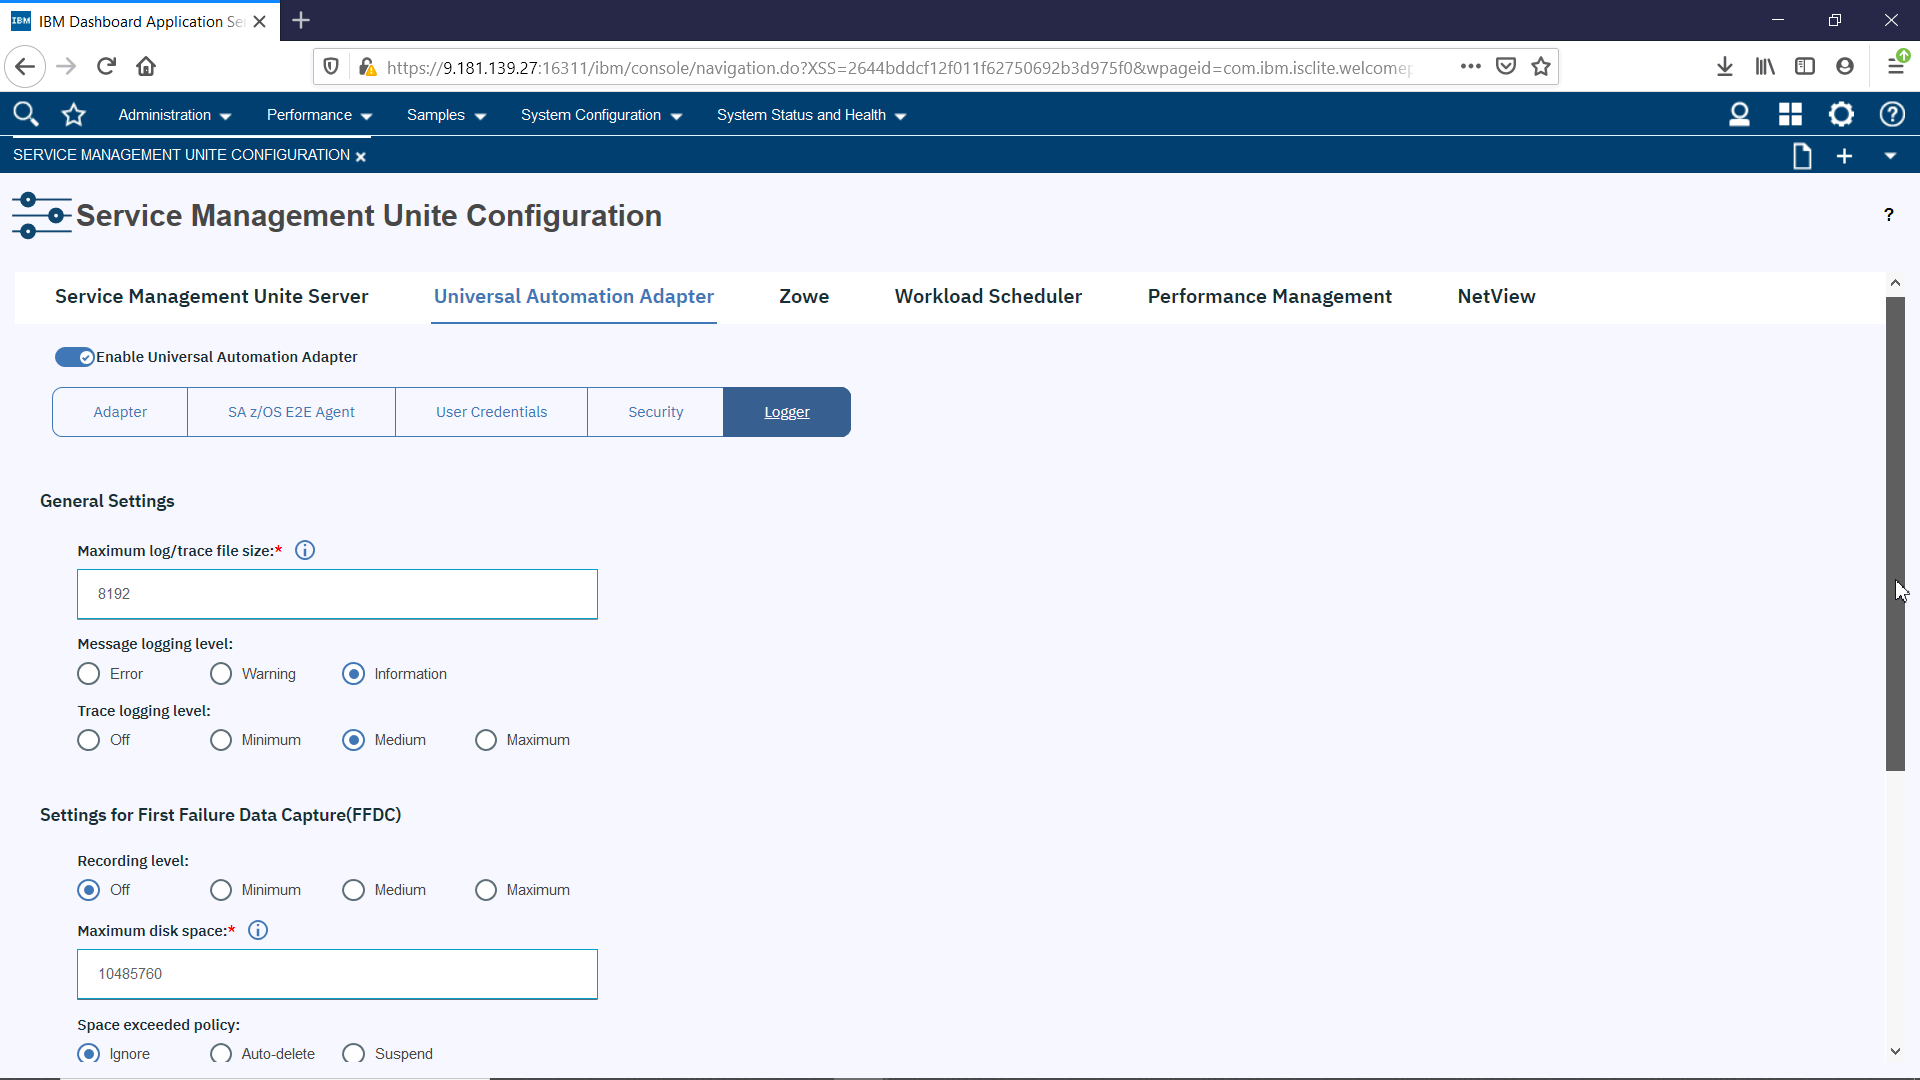 IBM IBM Dashboard Application Se
https://9.181.139.27:16311/ibm/console/navigation.do?XSS=2644bddcf12f011f62750692b3d975f0&wpageid=com.ibm.isclite.welcomep
Administration Performance Samples System Configuration System Status and Health
SERVICE MANAGEMENT UNITE CONFIGURATION
Service Management Unite Configuration ?
Service Management Unite Server Universal Automation Adapter Zowe Workload Scheduler Performance Management NetView
Enable Universal Automation Adapter
Adapter SA z/OS E2E Agent User Credentials Security Logger
General Settings
Maximum log/trace file size:*
8192
Message logging level:
Error Warning Information
Trace logging level:
Off Minimum Medium Maximum
Settings for First Failure Data Capture(FFDC)
Recording level:
Off Minimum Medium Maximum
Maximum disk space:*
10485760
Space exceeded policy:
Ignore Auto-delete Suspend